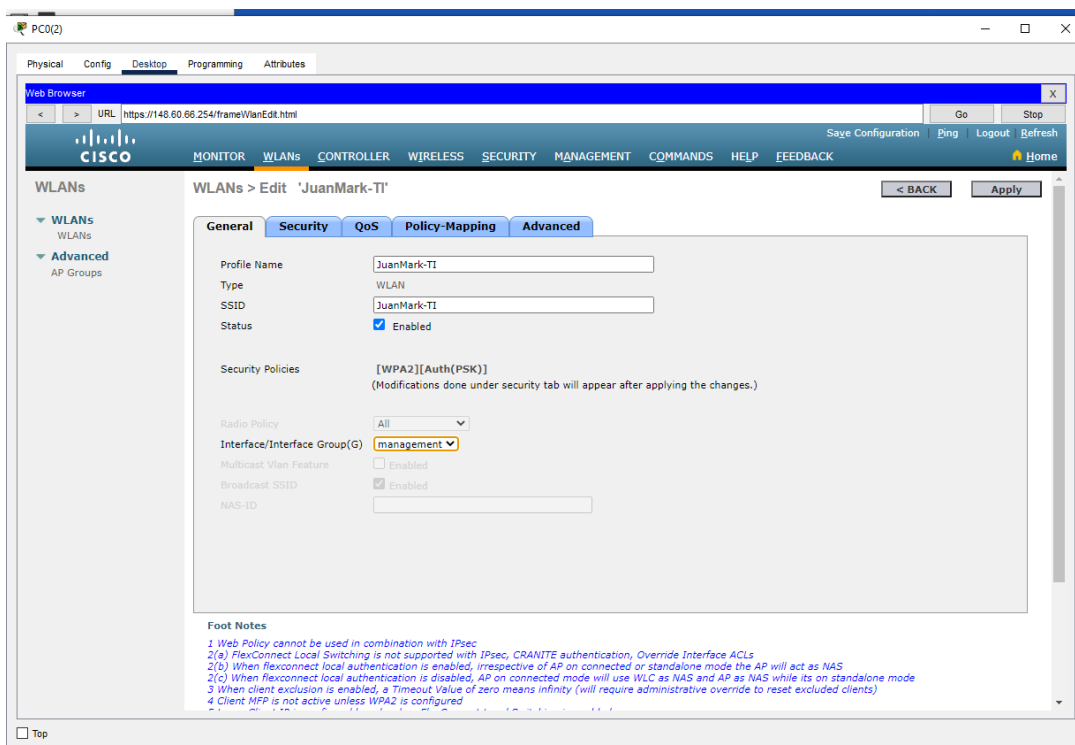 PC0(2)
Physical Config Desktop Programming Attributes
Web Browser X
< > URL https://148.60.66.254/frameWlanEdit.html Go Stop
Save Configuration Ping Logout Refresh
CISCO MONITOR WLANs CONTROLLER WIRELESS SECURITY MANAGEMENT COMMANDS HELP FEEDBACK Home
WLANs WLANs > Edit 'JuanMark-TI' < BACK Apply
WLANs
WLANs
Advanced
AP Groups
General Security QoS Policy-Mapping Advanced
Profile Name JuanMark-TI
Type WLAN
SSID JuanMark-TI
Status Enabled
Security Policies [WPA2][Auth(PSK)]
(Modifications done under security tab will appear after applying the changes.)
Radio Policy All
Interface/Interface Group(G) management
Multicast Vlan Feature Enabled
Broadcast SSID Enabled
NAS-ID
Foot Notes
1 Web Policy cannot be used in combination with IPsec
2(a) FlexConnect Local Switching is not supported with IPsec, CRANITE authentication, Override Interface ACLs
2(b) When flexconnect local authentication is enabled, irrespective of AP on connected or standalone mode the AP will act as NAS
2(c) When flexconnect local authentication is disabled, AP on connected mode will use WLC as NAS and AP as NAS while its on standalone mode
3 When client exclusion is enabled, a Timeout Value of zero means infinity (will require administrative override to reset excluded clients)
4 Client MFP is not active unless WPA2 is configured
Top